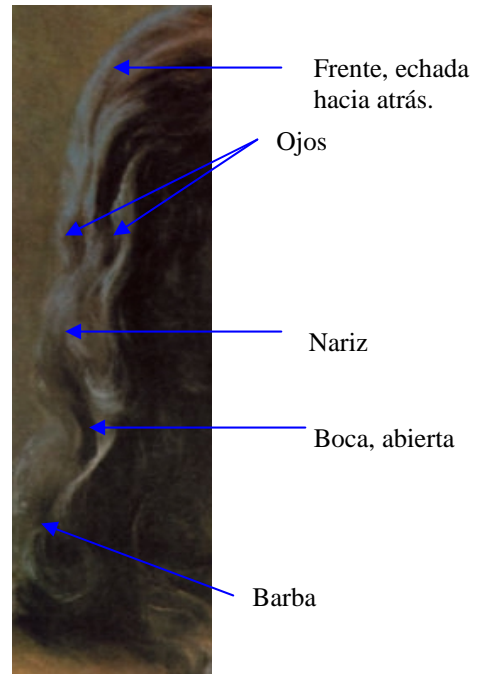 Frente, echada
hacia atrás.
Ojos
Nariz
Boca, abierta
Barba